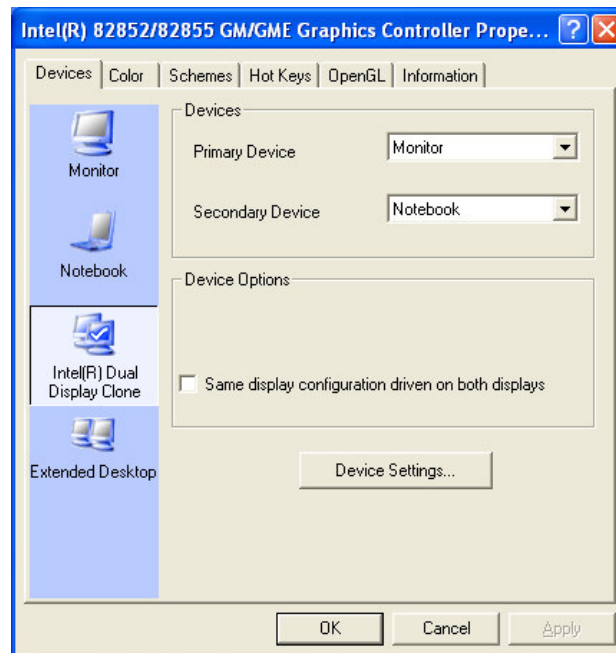 Intel(R) 82852/82855 GM/GME Graphics Controller Prope...
Devices
Color
Schemes
Hot Keys
OpenGL
Information
Monitor
Notebook
Intel(R) Dual
Display Clone
Extended Desktop
Devices
Primary Device
Monitor
Secondary Device
Notebook
Device Options
Same display configuration driven on both displays
Device Settings...
OK
Cancel
Apply